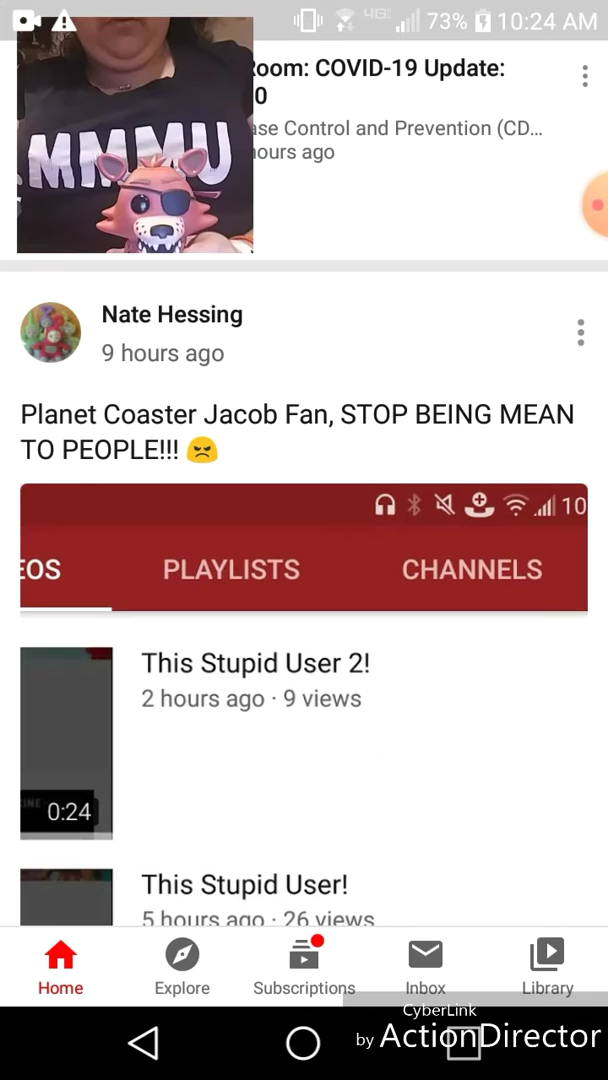 4G 73% 10:24 AM
Room: COVID-19 Update:
0
ase Control and Prevention (CD...
hours ago
MMMU
Nate Hessing
9 hours ago
Planet Coaster Jacob Fan, STOP BEING MEAN
TO PEOPLE!!! 😠
10
EOS PLAYLISTS CHANNELS
This Stupid User 2!
2 hours ago · 9 views
0:24
This Stupid User!
5 hours ago · 26 views
Home Explore Subscriptions Inbox Library
CyberLink
by ActionDirector